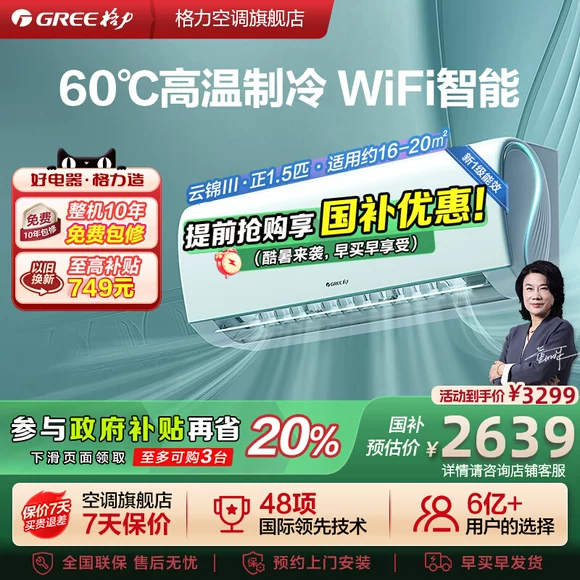 GREE格力 格力空调旗舰店
60℃高温制冷 WiFi智能
云锦III·正1.5匹·适用约16-20m²
新1级能效
好电器·格力造
免费
10年包修
整机10年
免费包修
以旧
换新
至高补贴
749元
提前抢购享 国补优惠!
(酷暑来袭,早买早享受)
GREE格力
活动到手价 ¥3299
参与政府补贴再省 20%
下滑页面领取 至多可购3台
国补
预估价 ¥2639
详情请咨询店铺客服
保价7天
买贵退差
空调旗舰店
7天保价
48项
国际领先技术
6亿+
用户的选择
全国联保 售后无忧
预约上门安装
早买早发货